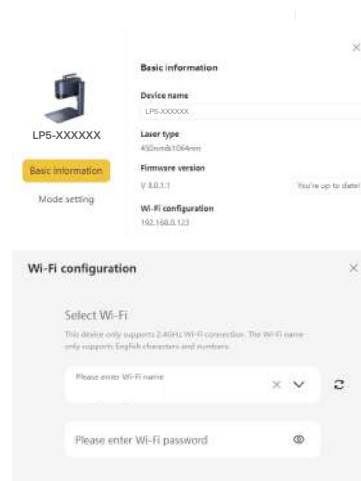 Basic information
Device name
LP5-XXXXXX
LP5-XXXXXX
Laser type
450nm&1064nm
Basic information
Firmware version
V 8.0.1.1
You're up to date!
Mode setting
Wi-Fi configuration
192.168.0.123
Wi-Fi configuration
Select Wi-Fi
This device only supports 2.4GHz Wi-Fi connection. The Wi-Fi name
only supports English characters and numbers.
Please enter Wi-Fi name
Please enter Wi-Fi password